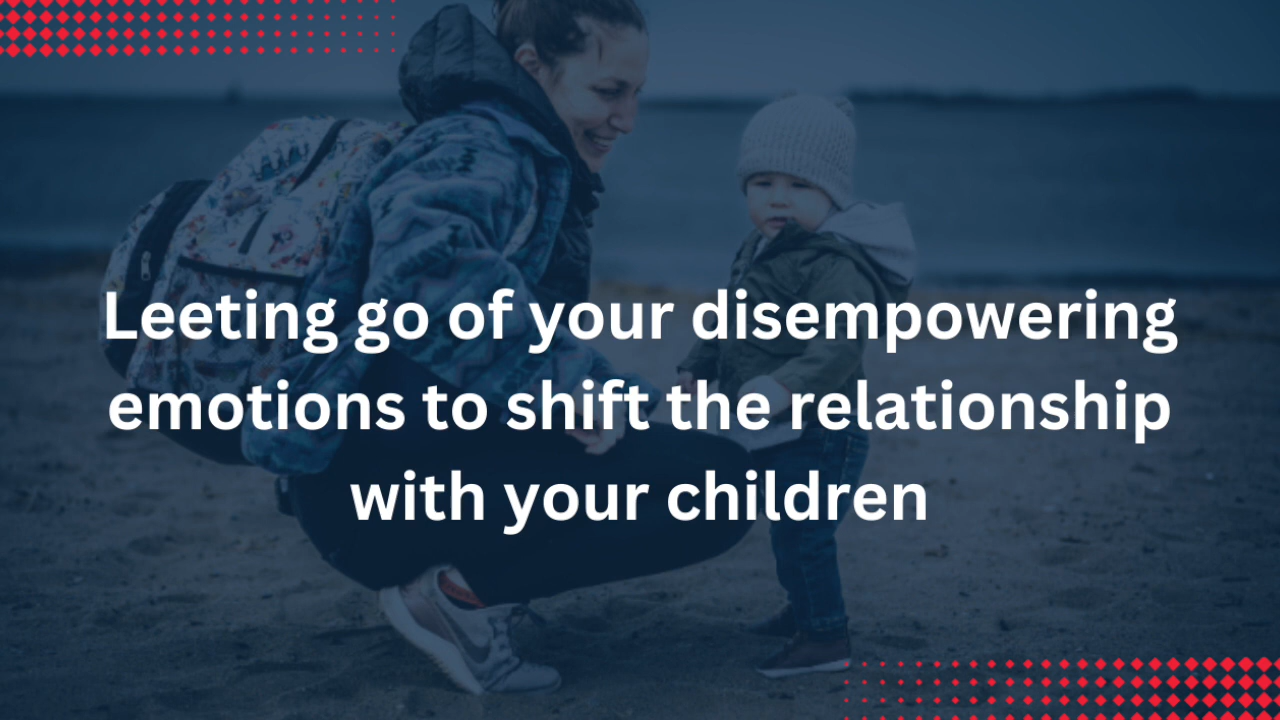 Leeting go of your disempowering
emotions to shift the relationship
with your children